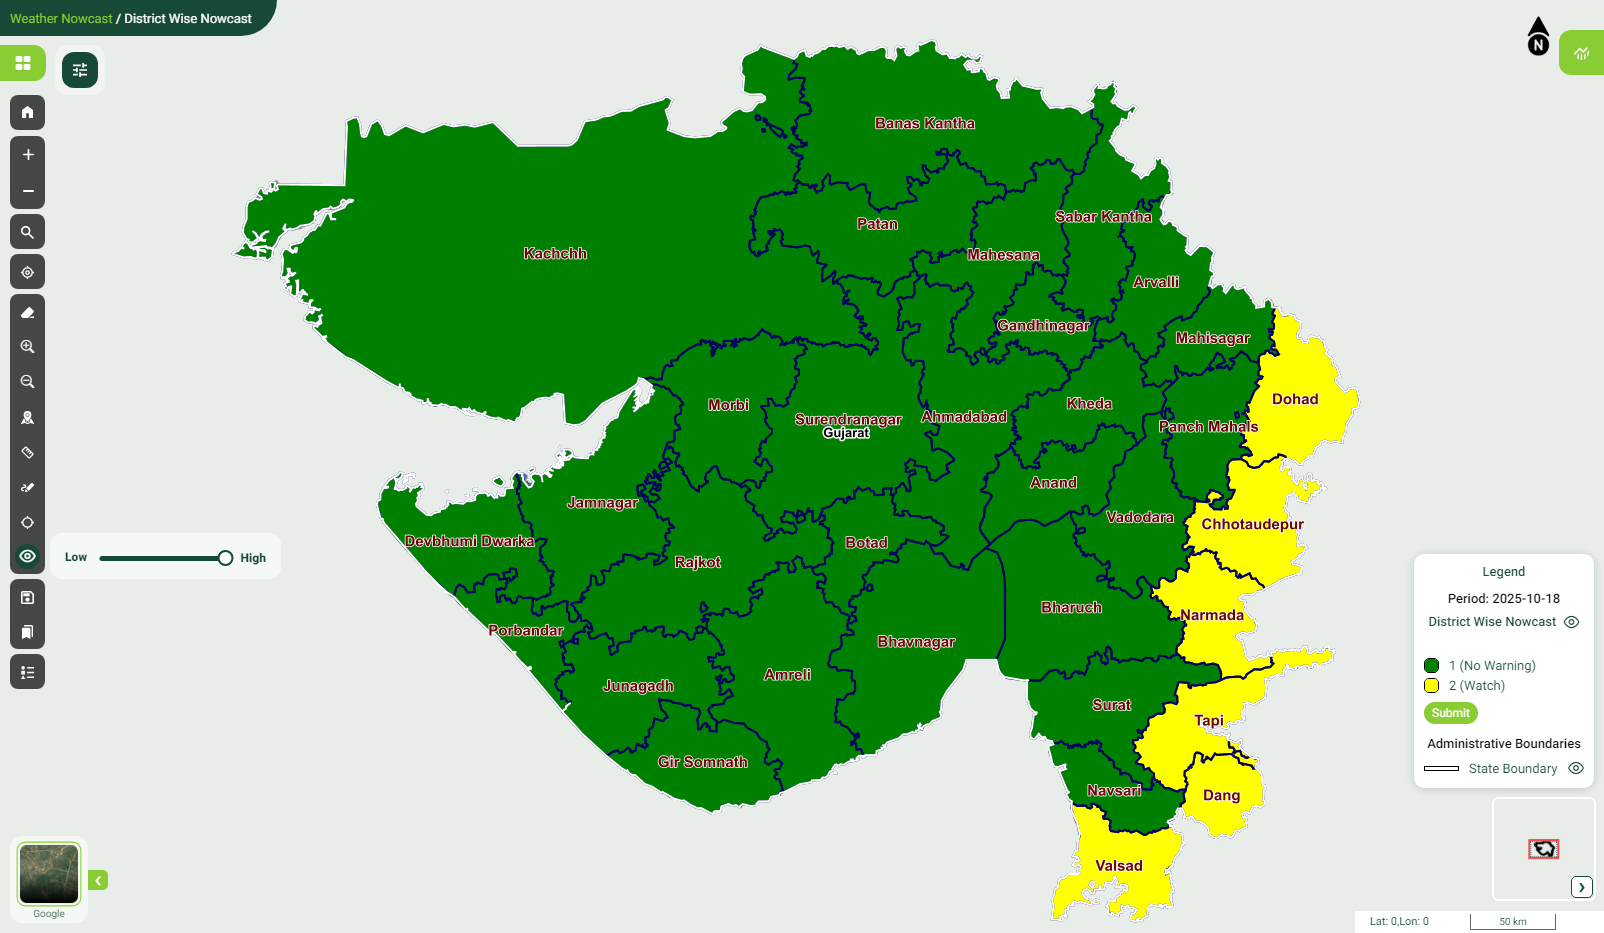 Weather Nowcast / District Wise Nowcast
N
Banas Kantha
Patan
Sabar Kantha
Kachchh
Mahesana
Arvalli
Gandhinagar
Mahisagar
Dohad
Morbi
Surendranagar
Ahmadabad
Kheda
Gujarat
Panch Mahals
Anand
Jamnagar
Vadodara
Chhotaudepur
Devbhumi Dwarka
Botad
Rajkot
Low
High
Bharuch
Narmada
Porbandar
Bhavnagar
Amreli
Junagadh
Surat
Tapi
Gir Somnath
Navsari
Dang
Valsad
Legend
Period: 2025-10-18
District Wise Nowcast
1 (No Warning)
2 (Watch)
Submit
Administrative Boundaries
State Boundary
Google
Lat: 0,Lon: 0
50 km